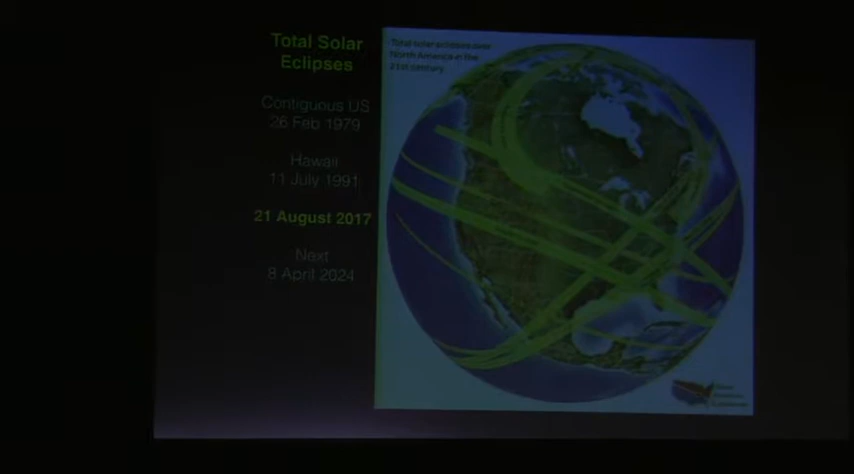 Total Solar
Eclipses
Contiguous US
26 Feb 1979
Hawaii
11 July 1991
21 August 2017
Next
8 April 2024
Total solar eclipses over
North America in the
21st century